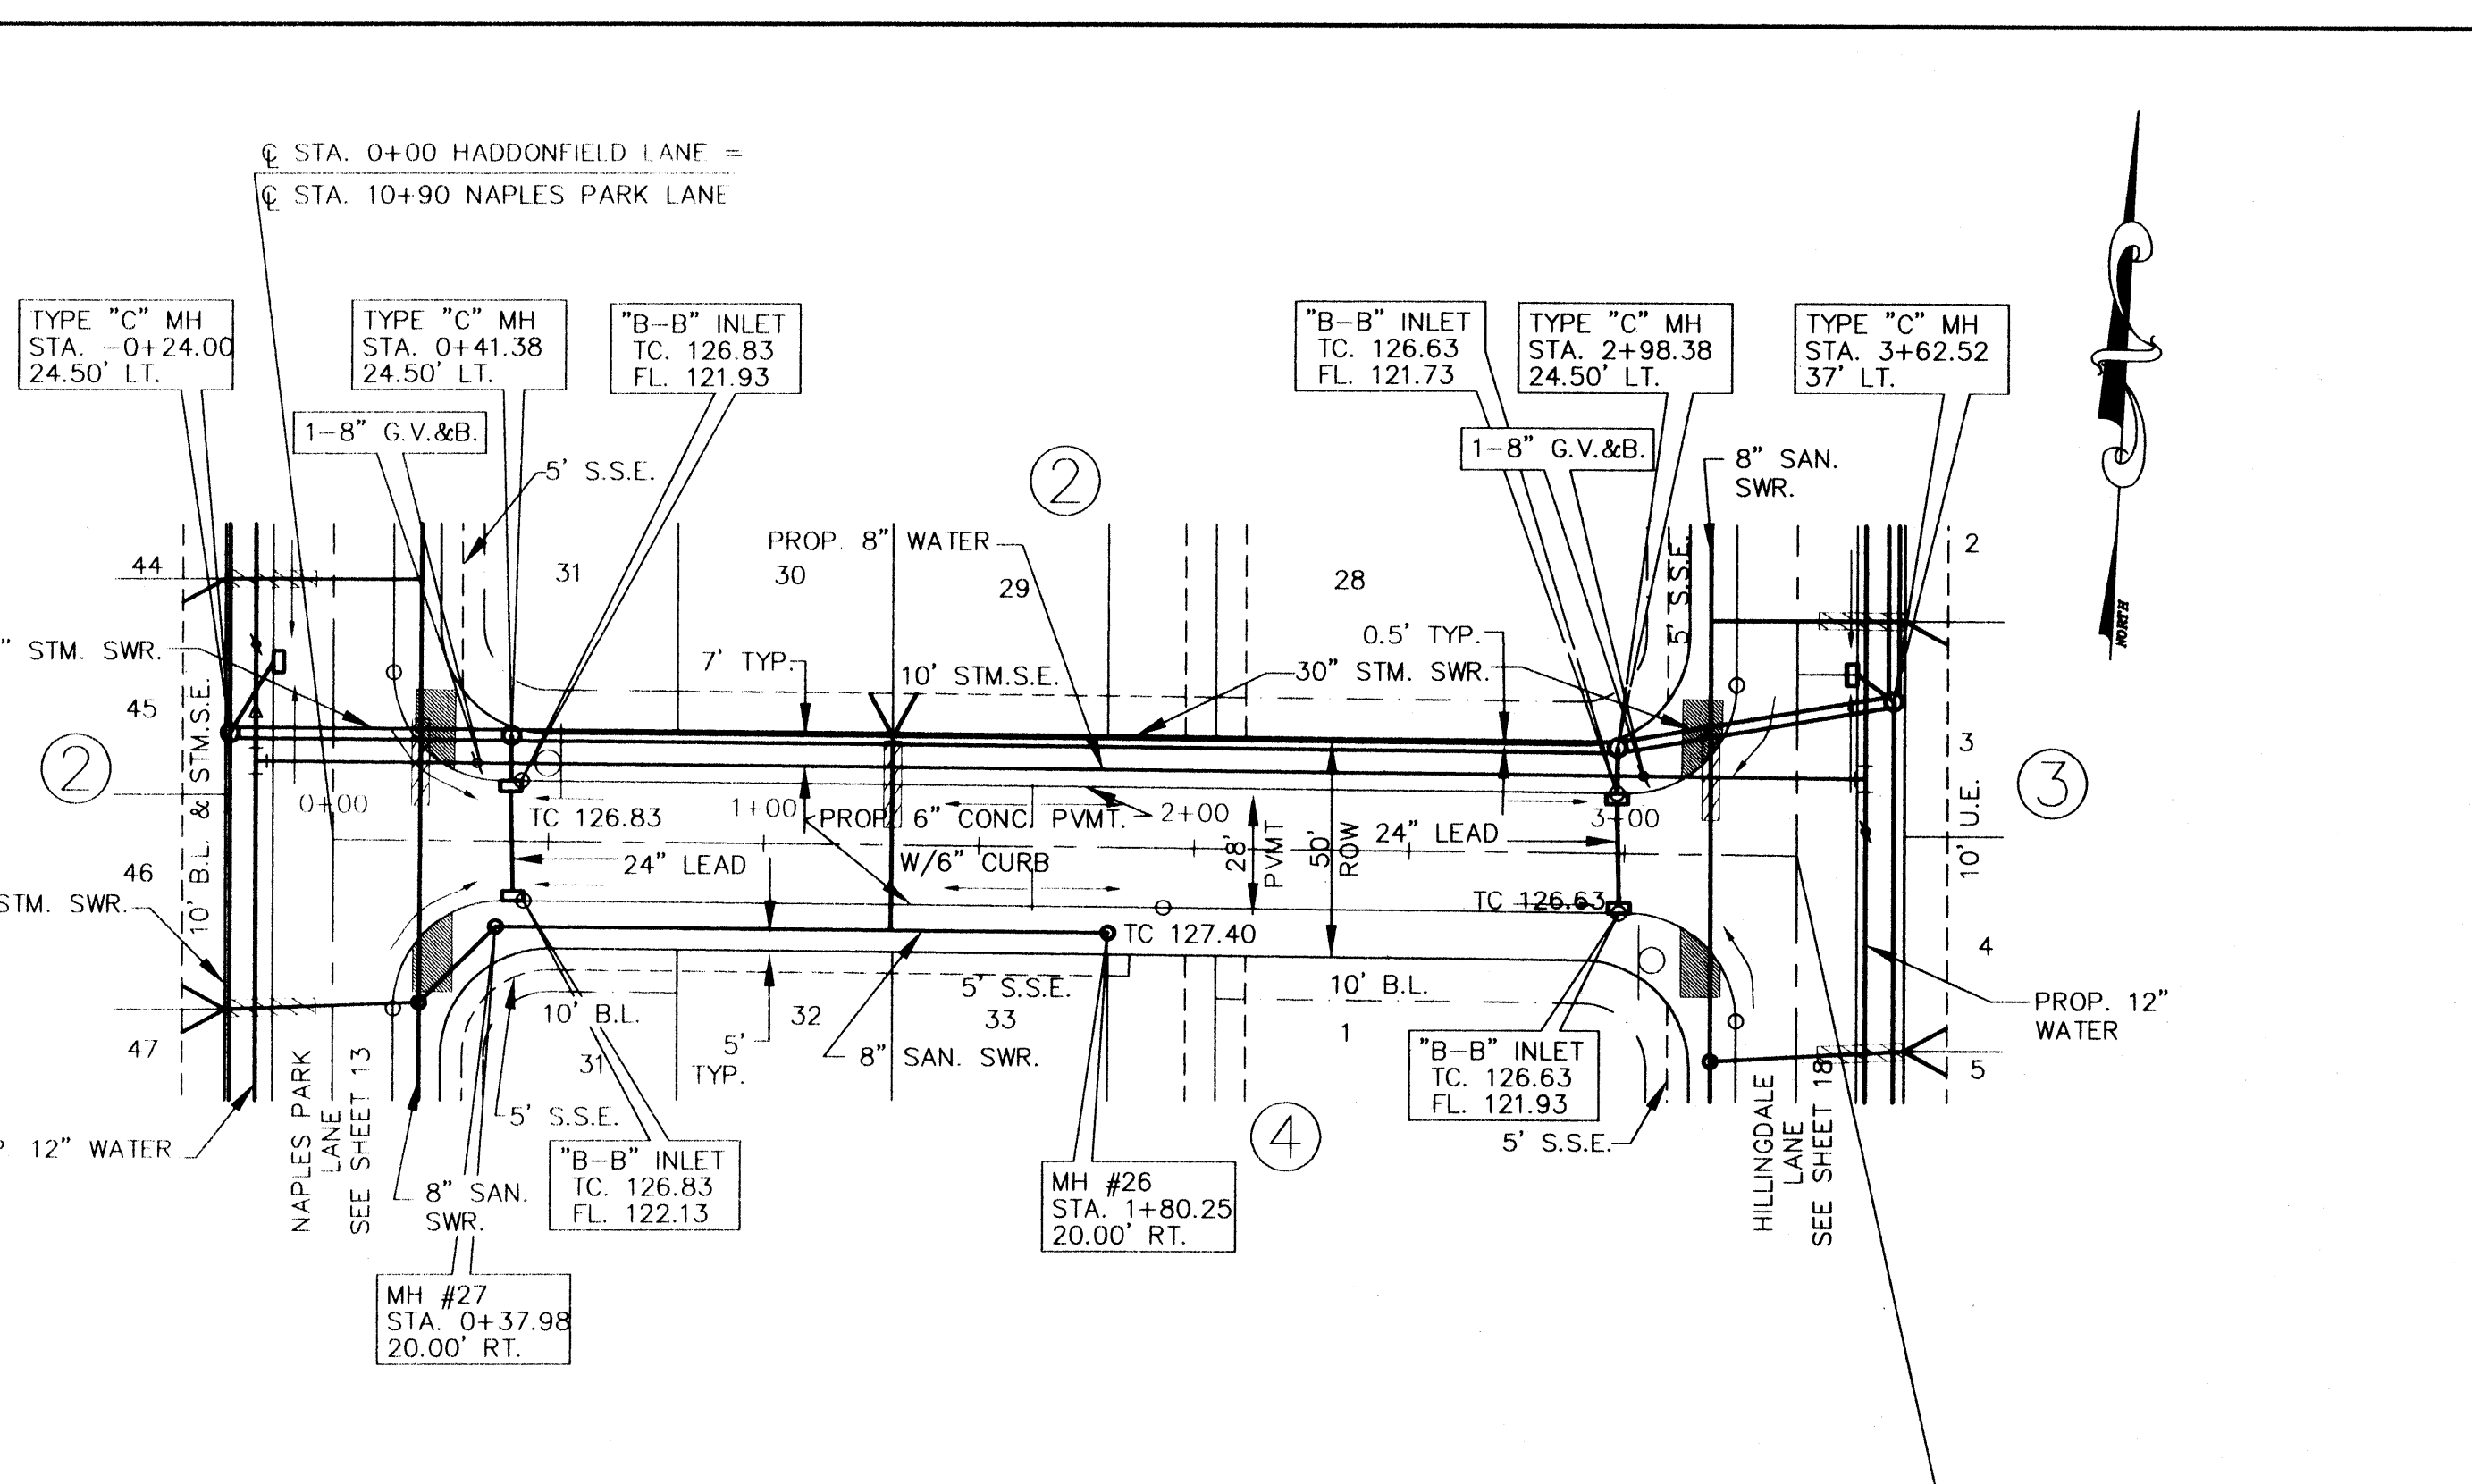 ℄ STA. 0+00 HADDONFIELD LANE =
℄ STA. 10+90 NAPLES PARK LANE
TYPE "C" MH
STA. -0+24.00
24.50' LT.
TYPE "C" MH
STA. 0+41.38
24.50' LT.
"B-B" INLET
TC. 126.83
FL. 121.93
"B-B" INLET
TC. 126.63
FL. 121.73
TYPE "C" MH
STA. 2+98.38
24.50' LT.
TYPE "C" MH
STA. 3+62.52
37' LT.
1-8" G.V.&B.
1-8" G.V.&B.
5' S.S.E.
2
8" SAN.
SWR.
NORTH
PROP. 8" WATER
44
31
30
29
28
2
5' S.S.E.
" STM. SWR.
7' TYP.
10' STM.S.E.
0.5' TYP.
30" STM. SWR.
45
10' B.L. & STM.S.E.
2
3
3
10' U.E.
0+00
1+00
2+00
3+00
TC 126.83
PROP. 6" CONC. PVMT.
W/6" CURB
24" LEAD
28'
PVMT
50'
ROW
24" LEAD
46
STM. SWR.
TC 126.63
TC 127.40
4
47
10' B.L.
31
32
5' S.S.E.
33
10' B.L.
1
PROP. 12"
WATER
5
5'
TYP.
8" SAN. SWR.
"B-B" INLET
TC. 126.63
FL. 121.93
5' S.S.E.
5' S.S.E.
NAPLES PARK
LANE
SEE SHEET 13
HILLINGDALE
LANE
SEE SHEET 18
4
12" WATER
8" SAN.
SWR.
"B-B" INLET
TC. 126.83
FL. 122.13
MH #26
STA. 1+80.25
20.00' RT.
MH #27
STA. 0+37.98
20.00' RT.